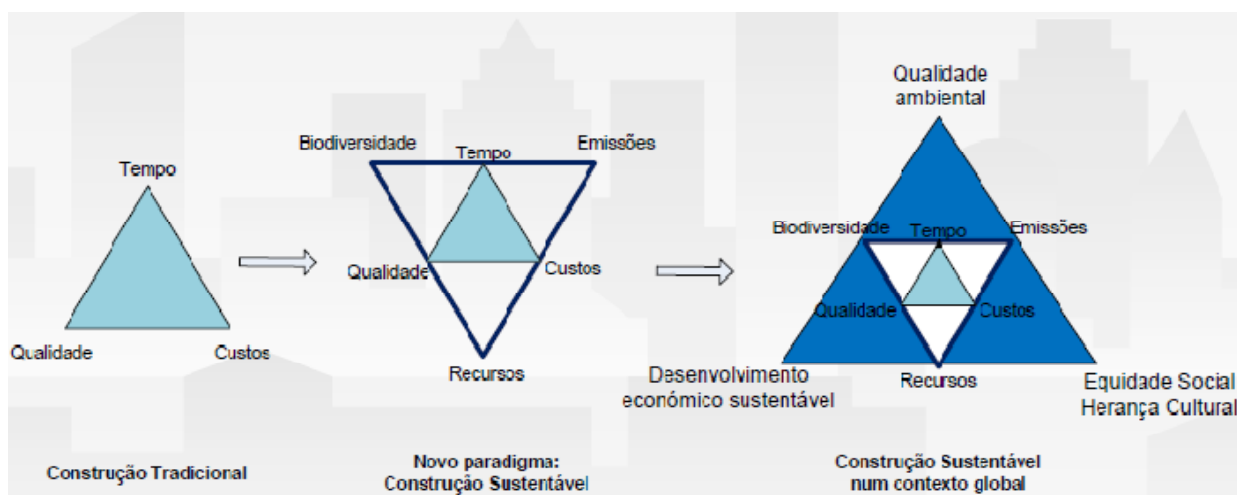 Tempo
Qualidade
Custos
Construção Tradicional
Biodiversidade
Tempo
Emissões
Qualidade
Custos
Recursos
Novo paradigma:
Construção Sustentável
Qualidade
ambiental
Biodiversidade
Tempo
Emissões
Qualidade
Custos
Recursos
Desenvolvimento
económico sustentável
Equidade Social
Herança Cultural
Construção Sustentável
num contexto global